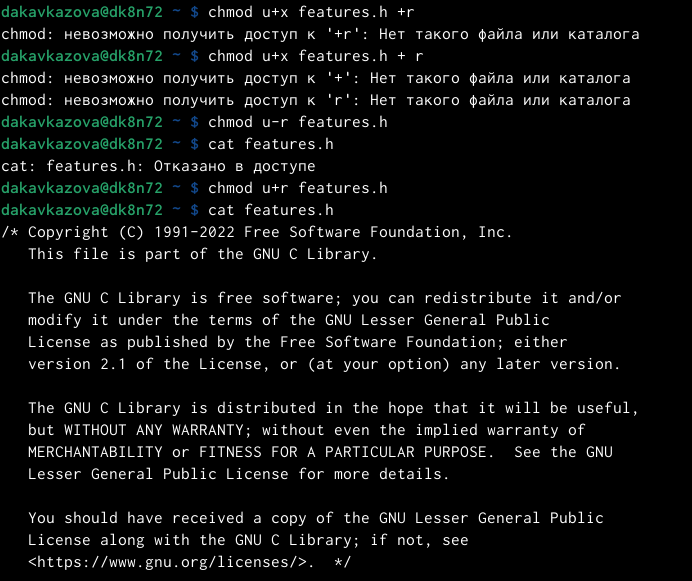 dakavkazova@dk8n72 ~ $ chmod u+x features.h +r
chmod: невозможно получить доступ к '+r': Нет такого файла или каталога
dakavkazova@dk8n72 ~ $ chmod u+x features.h + r
chmod: невозможно получить доступ к '+': Нет такого файла или каталога
chmod: невозможно получить доступ к 'r': Нет такого файла или каталога
dakavkazova@dk8n72 ~ $ chmod u-r features.h
dakavkazova@dk8n72 ~ $ cat features.h
cat: features.h: Отказано в доступе
dakavkazova@dk8n72 ~ $ chmod u+r features.h
dakavkazova@dk8n72 ~ $ cat features.h
/* Copyright (C) 1991-2022 Free Software Foundation, Inc.
   This file is part of the GNU C Library.

   The GNU C Library is free software; you can redistribute it and/or
   modify it under the terms of the GNU Lesser General Public
   License as published by the Free Software Foundation; either
   version 2.1 of the License, or (at your option) any later version.

   The GNU C Library is distributed in the hope that it will be useful,
   but WITHOUT ANY WARRANTY; without even the implied warranty of
   MERCHANTABILITY or FITNESS FOR A PARTICULAR PURPOSE.  See the GNU
   Lesser General Public License for more details.

   You should have received a copy of the GNU Lesser General Public
   License along with the GNU C Library; if not, see
   <https://www.gnu.org/licenses/>.  */